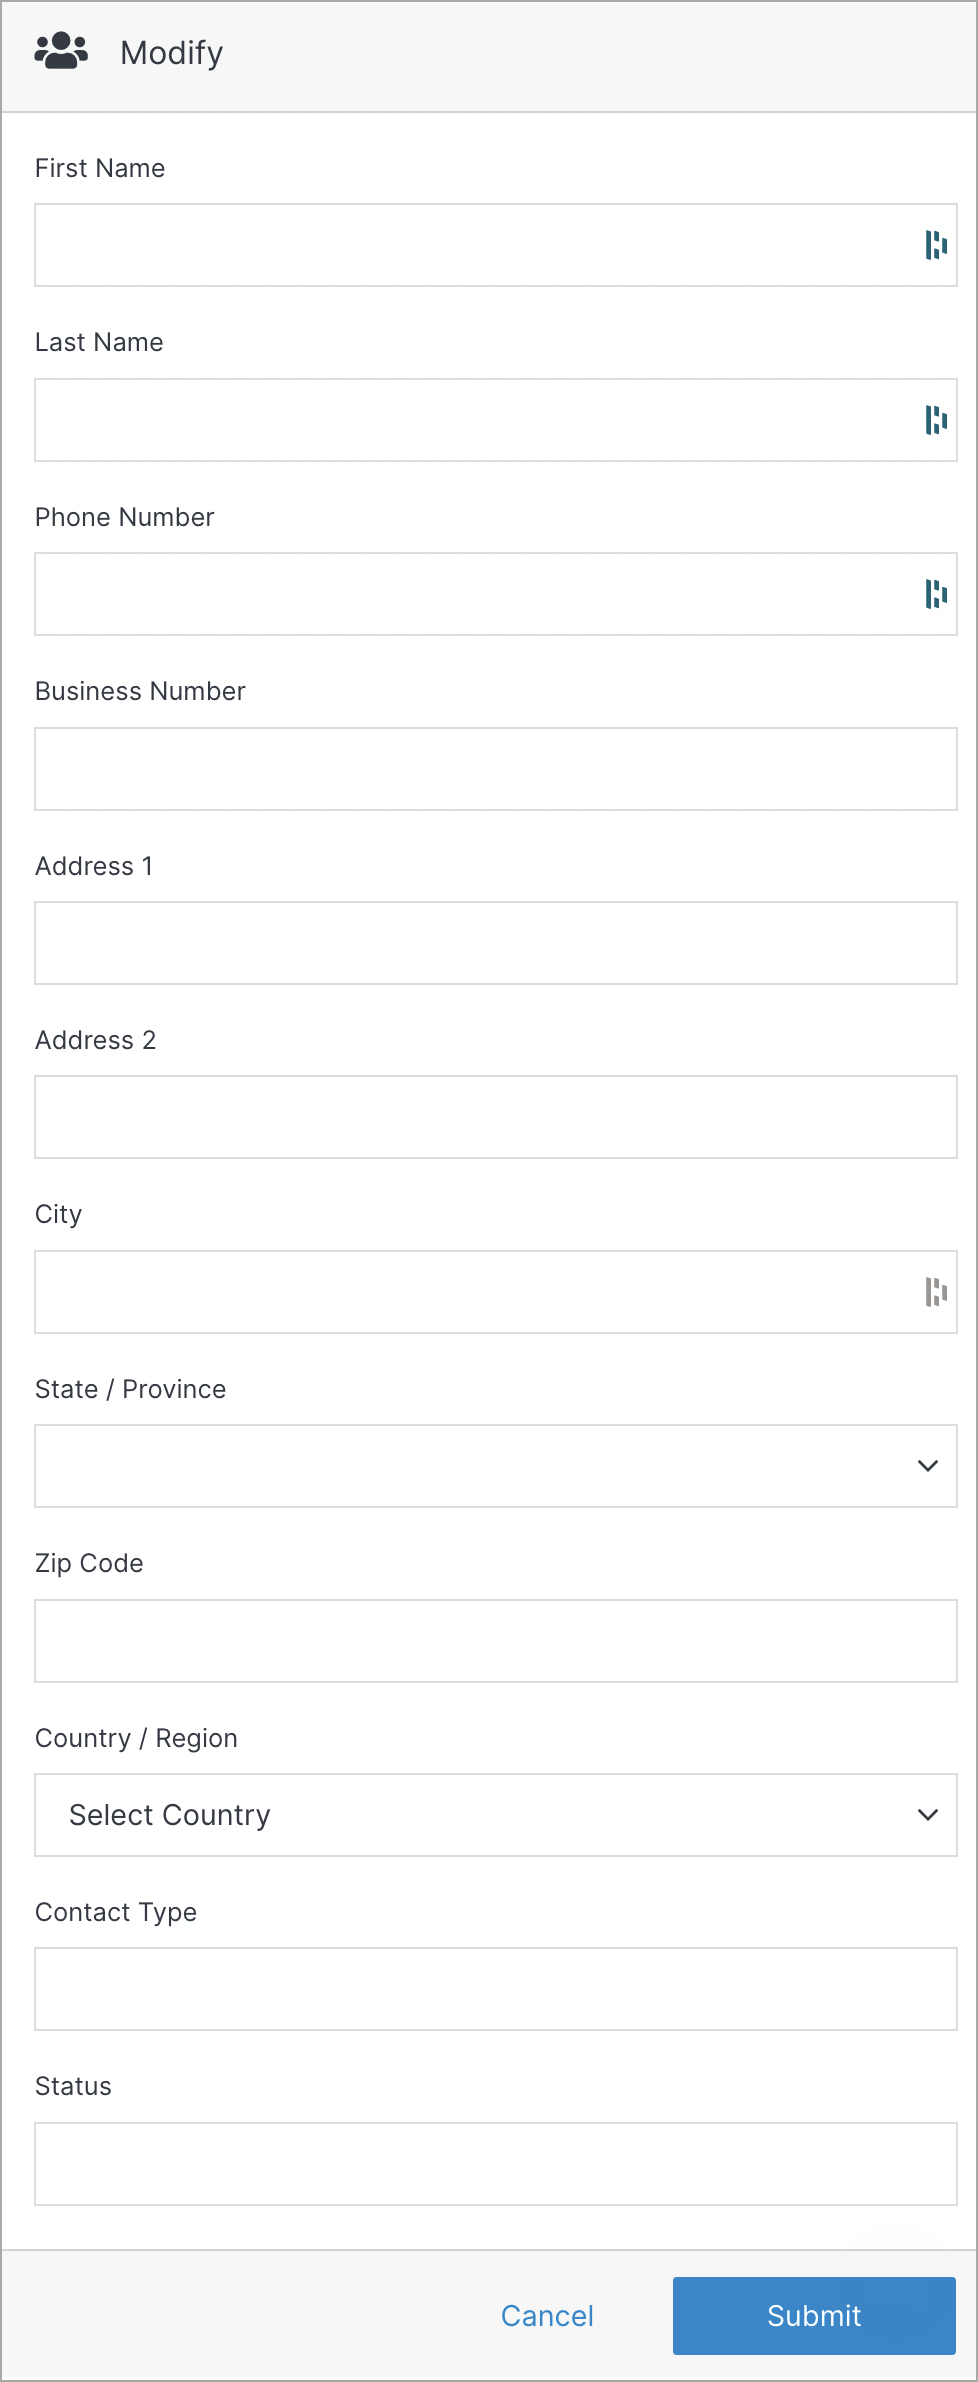 Modify
First Name
Last Name
Phone Number
Business Number
Address 1
Address 2
City
State / Province
Zip Code
Country / Region
Select Country
Contact Type
Status
Cancel
Submit